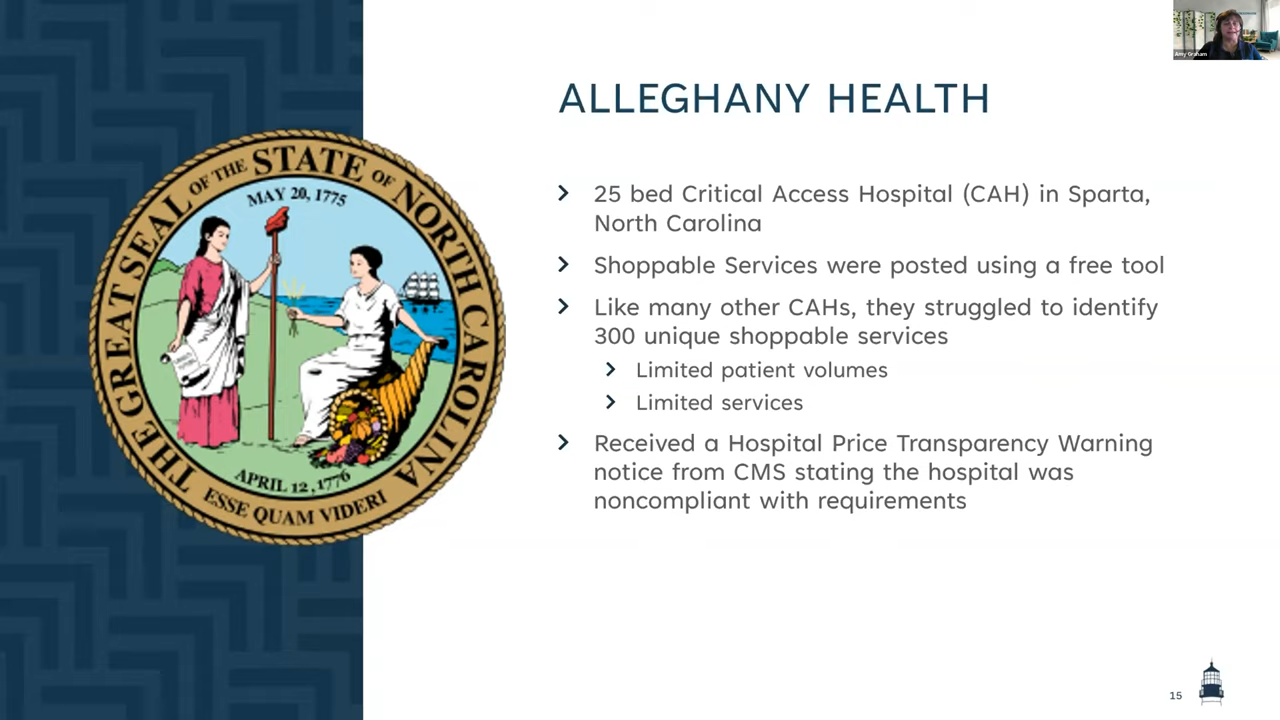 Amy Graham
ALLEGHANY HEALTH
THE GREAT SEAL OF THE STATE OF NORTH CAROLINA
MAY 20, 1775
APRIL 12, 1776
ESSE QUAM VIDERI
25 bed Critical Access Hospital (CAH) in Sparta,
North Carolina
Shoppable Services were posted using a free tool
Like many other CAHs, they struggled to identify
300 unique shoppable services
Limited patient volumes
Limited services
Received a Hospital Price Transparency Warning
notice from CMS stating the hospital was
noncompliant with requirements
15